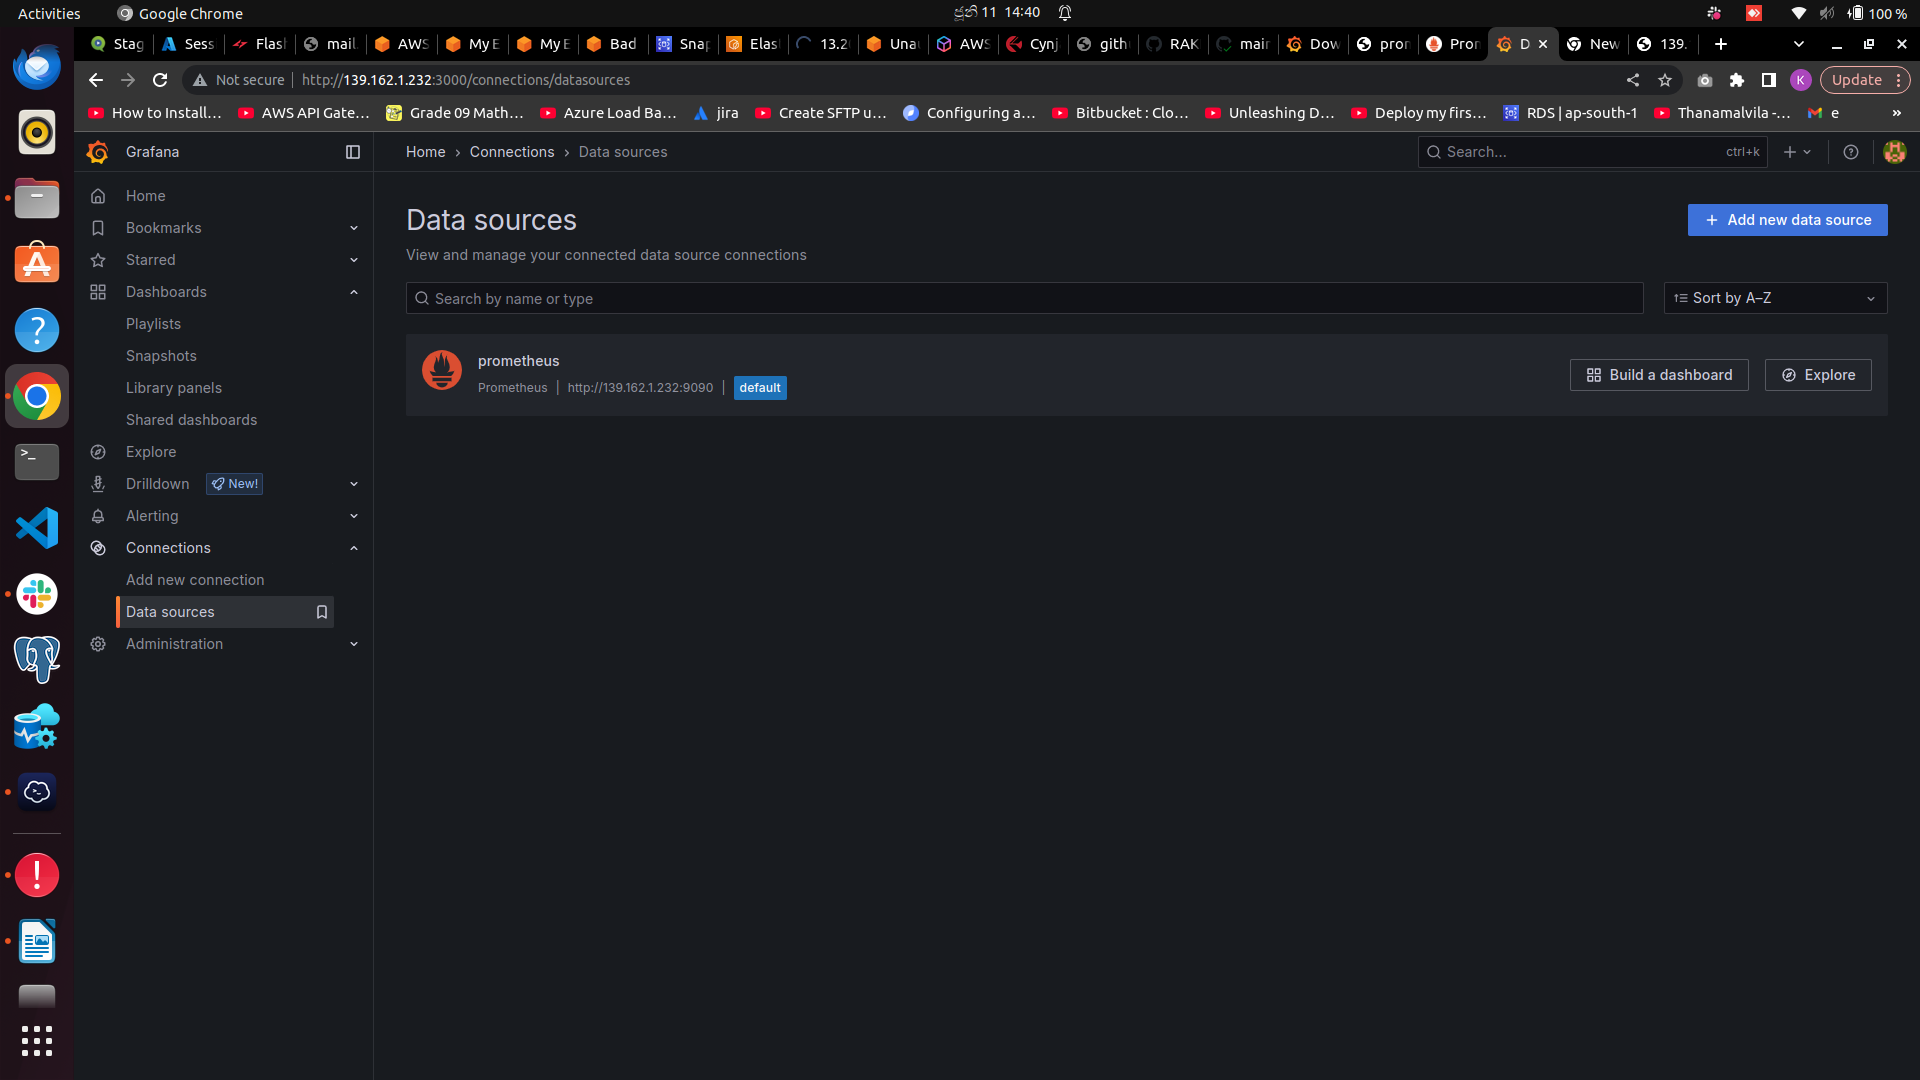 Activities
Google Chrome
ජූනි 11 14:40
100 %
Stag
Sess
Flash
mail.
AWS
My E
My E
Bad
Snap
Elas
13.2
Unau
AWS
Cynj
gith
RAK
main
Dow
pron
Pron
D
New
139.
Not secure
http://139.162.1.232:3000/connections/datasources
K
Update
How to Install...
AWS API Gate...
Grade 09 Math...
Azure Load Ba...
jira
Create SFTP u...
Configuring a...
Bitbucket : Clo...
Unleashing D...
Deploy my firs...
RDS | ap-south-1
Thanamalvila -...
e
»
Grafana
Home › Connections › Data sources
Search...
ctrl+k
Home
Bookmarks
Starred
Dashboards
Playlists
Snapshots
Library panels
Shared dashboards
Explore
Drilldown
New!
Alerting
Connections
Add new connection
Data sources
Administration
Data sources
Add new data source
View and manage your connected data source connections
Search by name or type
Sort by A–Z
prometheus
Prometheus | http://139.162.1.232:9090 | default
Build a dashboard
Explore